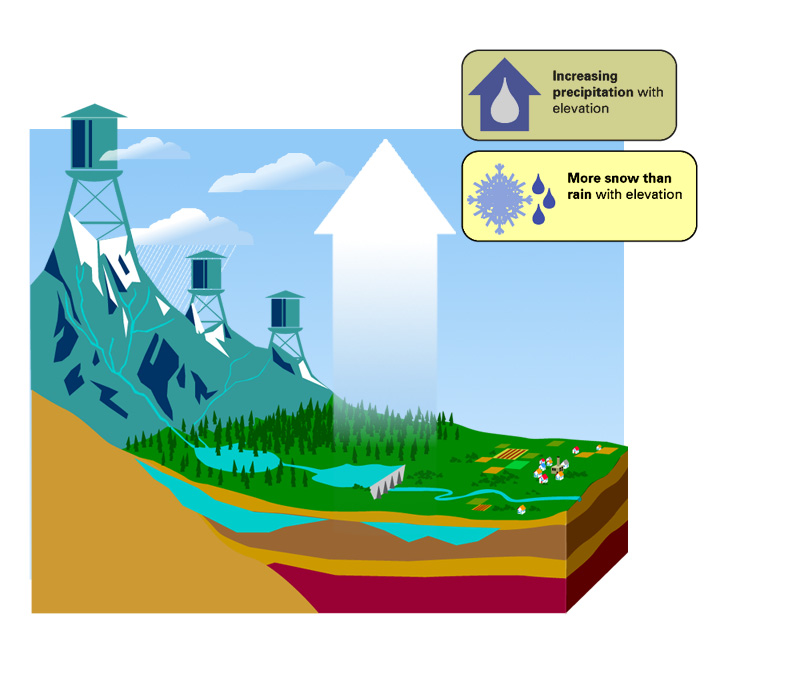 Increasing
precipitation with
elevation
More snow than
rain with elevation